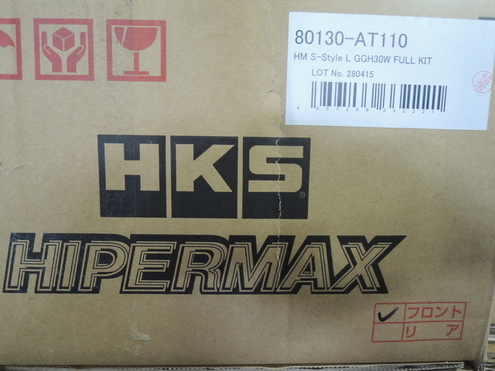 80130-AT110
HM S-Style L GGH30W FULL KIT
LOT No. 280415
HKS
HIPERMAX
フロント
リア